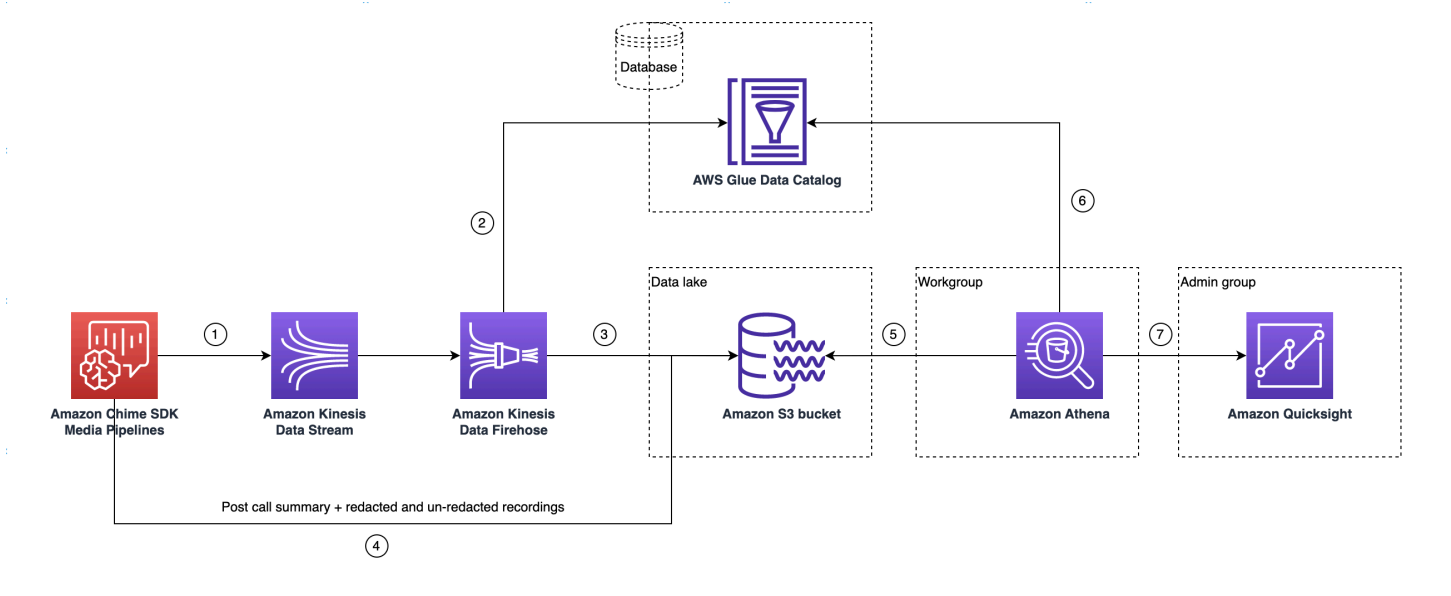 Database
AWS Glue Data Catalog
2
6
Data lake
Workgroup
Admin group
1
3
5
7
Amazon Chime SDK
Media Pipelines
Amazon Kinesis
Data Stream
Amazon Kinesis
Data Firehose
Amazon S3 bucket
Amazon Athena
Amazon Quicksight
Post call summary + redacted and un-redacted recordings
4